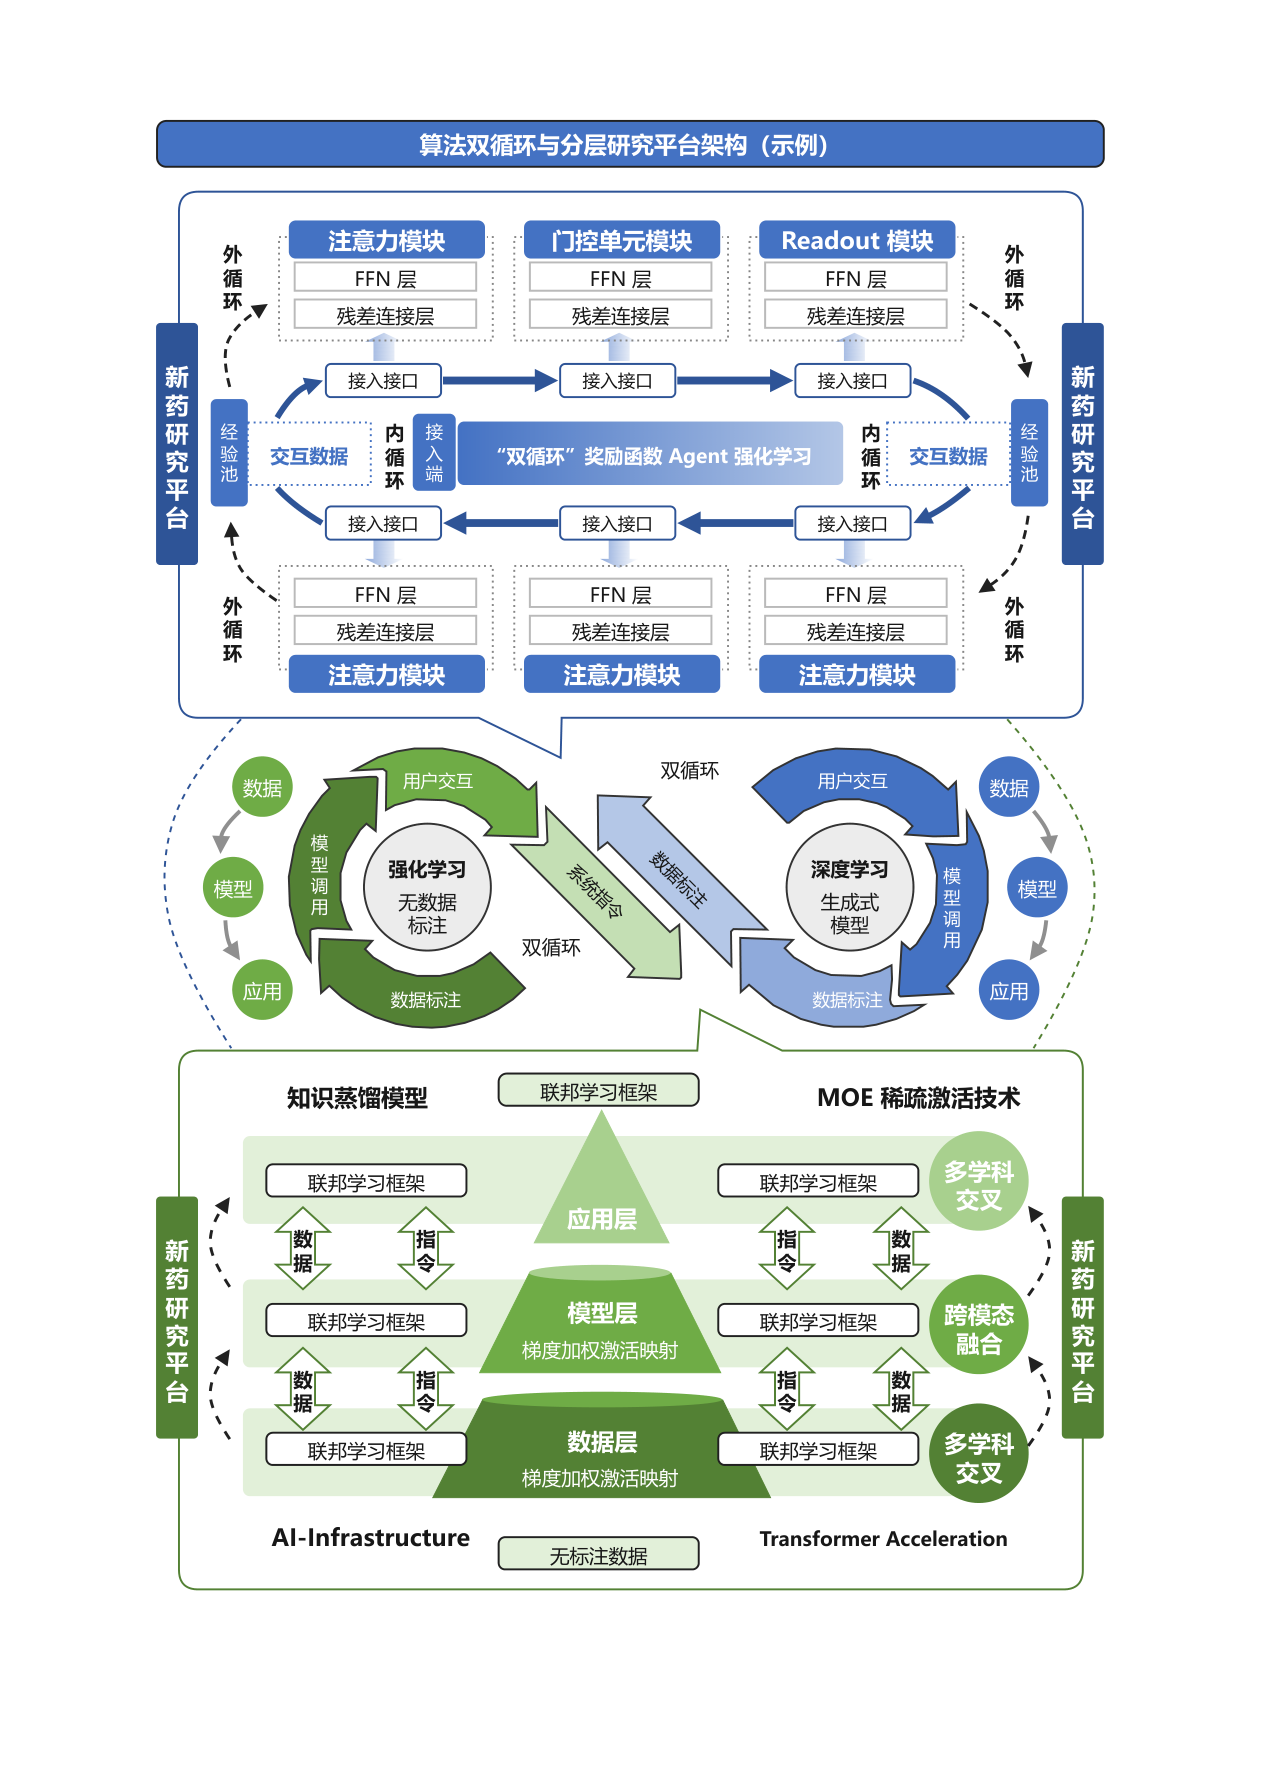 算法双循环与分层研究平台架构（示例）
外循环
注意力模块
门控单元模块
Readout 模块
外循环
FFN 层
FFN 层
FFN 层
残差连接层
残差连接层
残差连接层
新药研究平台
接入接口
接入接口
接入接口
新药研究平台
经验池
交互数据
内循环
接入端
“双循环”奖励函数 Agent 强化学习
内循环
交互数据
经验池
接入接口
接入接口
接入接口
外循环
FFN 层
FFN 层
FFN 层
外循环
残差连接层
残差连接层
残差连接层
注意力模块
注意力模块
注意力模块
数据
模型
应用
用户交互
模型调用
强化学习
无数据
标注
数据标注
双循环
系统指令
数据标注
双循环
用户交互
深度学习
生成式
模型
模型调用
数据标注
数据
模型
应用
知识蒸馏模型
联邦学习框架
MOE 稀疏激活技术
联邦学习框架
应用层
联邦学习框架
多学科
交叉
数据
指令
指令
数据
新药研究平台
新药研究平台
联邦学习框架
模型层
梯度加权激活映射
联邦学习框架
跨模态
融合
数据
指令
指令
数据
联邦学习框架
数据层
梯度加权激活映射
联邦学习框架
多学科
交叉
AI-Infrastructure
无标注数据
Transformer Acceleration